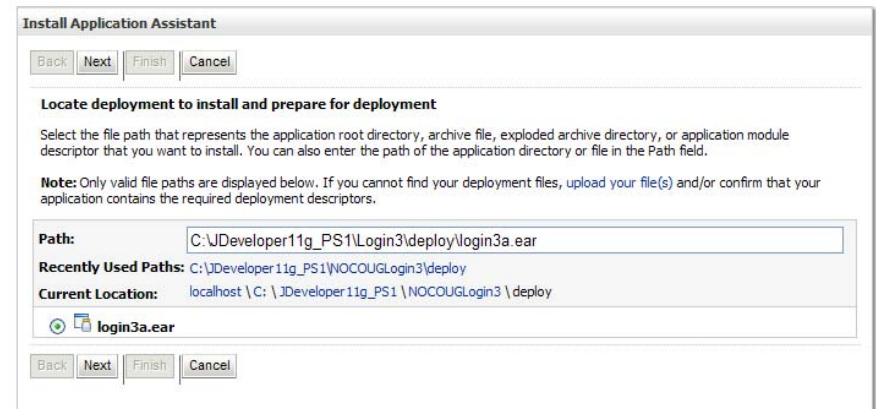 Install Application Assistant
Back Next Finish Cancel
Locate deployment to install and prepare for deployment
Select the file path that represents the application root directory, archive file, exploded archive directory, or application module
descriptor that you want to install. You can also enter the path of the application directory or file in the Path field.
Note: Only valid file paths are displayed below. If you cannot find your deployment files, upload your file(s) and/or confirm that your
application contains the required deployment descriptors.
Path: C:\JDeveloper11g_PS1\Login3\deploy\login3a.ear
Recently Used Paths: C:\JDeveloper11g_PS1\NOCOUGLogin3\deploy
Current Location: localhost \ C: \ JDeveloper11g_PS1 \ NOCOUGLogin3 \ deploy
login3a.ear
Back Next Finish Cancel